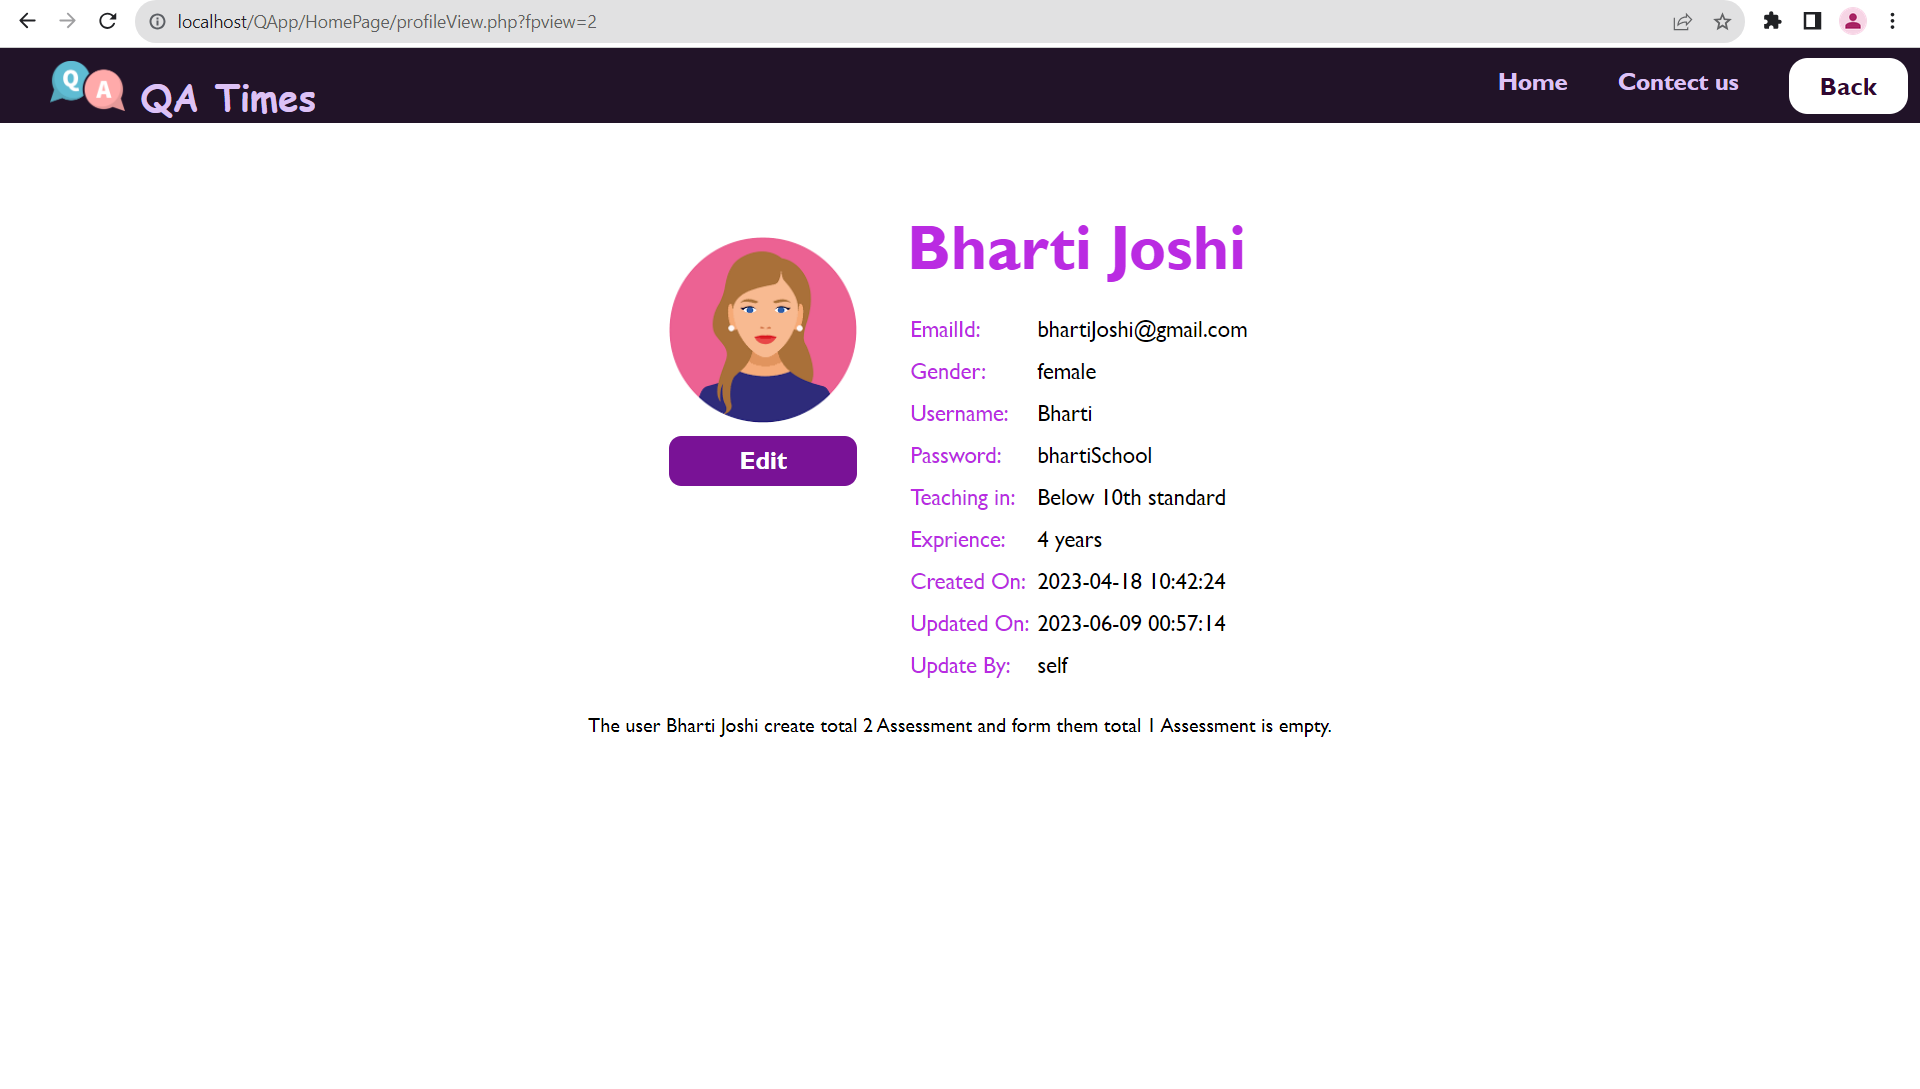 localhost/QApp/HomePage/profileView.php?fpview=2
Q A QA Times Home Contect us Back
Bharti Joshi
EmailId: bhartiJoshi@gmail.com
Gender: female
Username: Bharti
Password: bhartiSchool
Edit
Teaching in: Below 10th standard
Exprience: 4 years
Created On: 2023-04-18 10:42:24
Updated On: 2023-06-09 00:57:14
Update By: self
The user Bharti Joshi create total 2 Assessment and form them total 1 Assessment is empty.